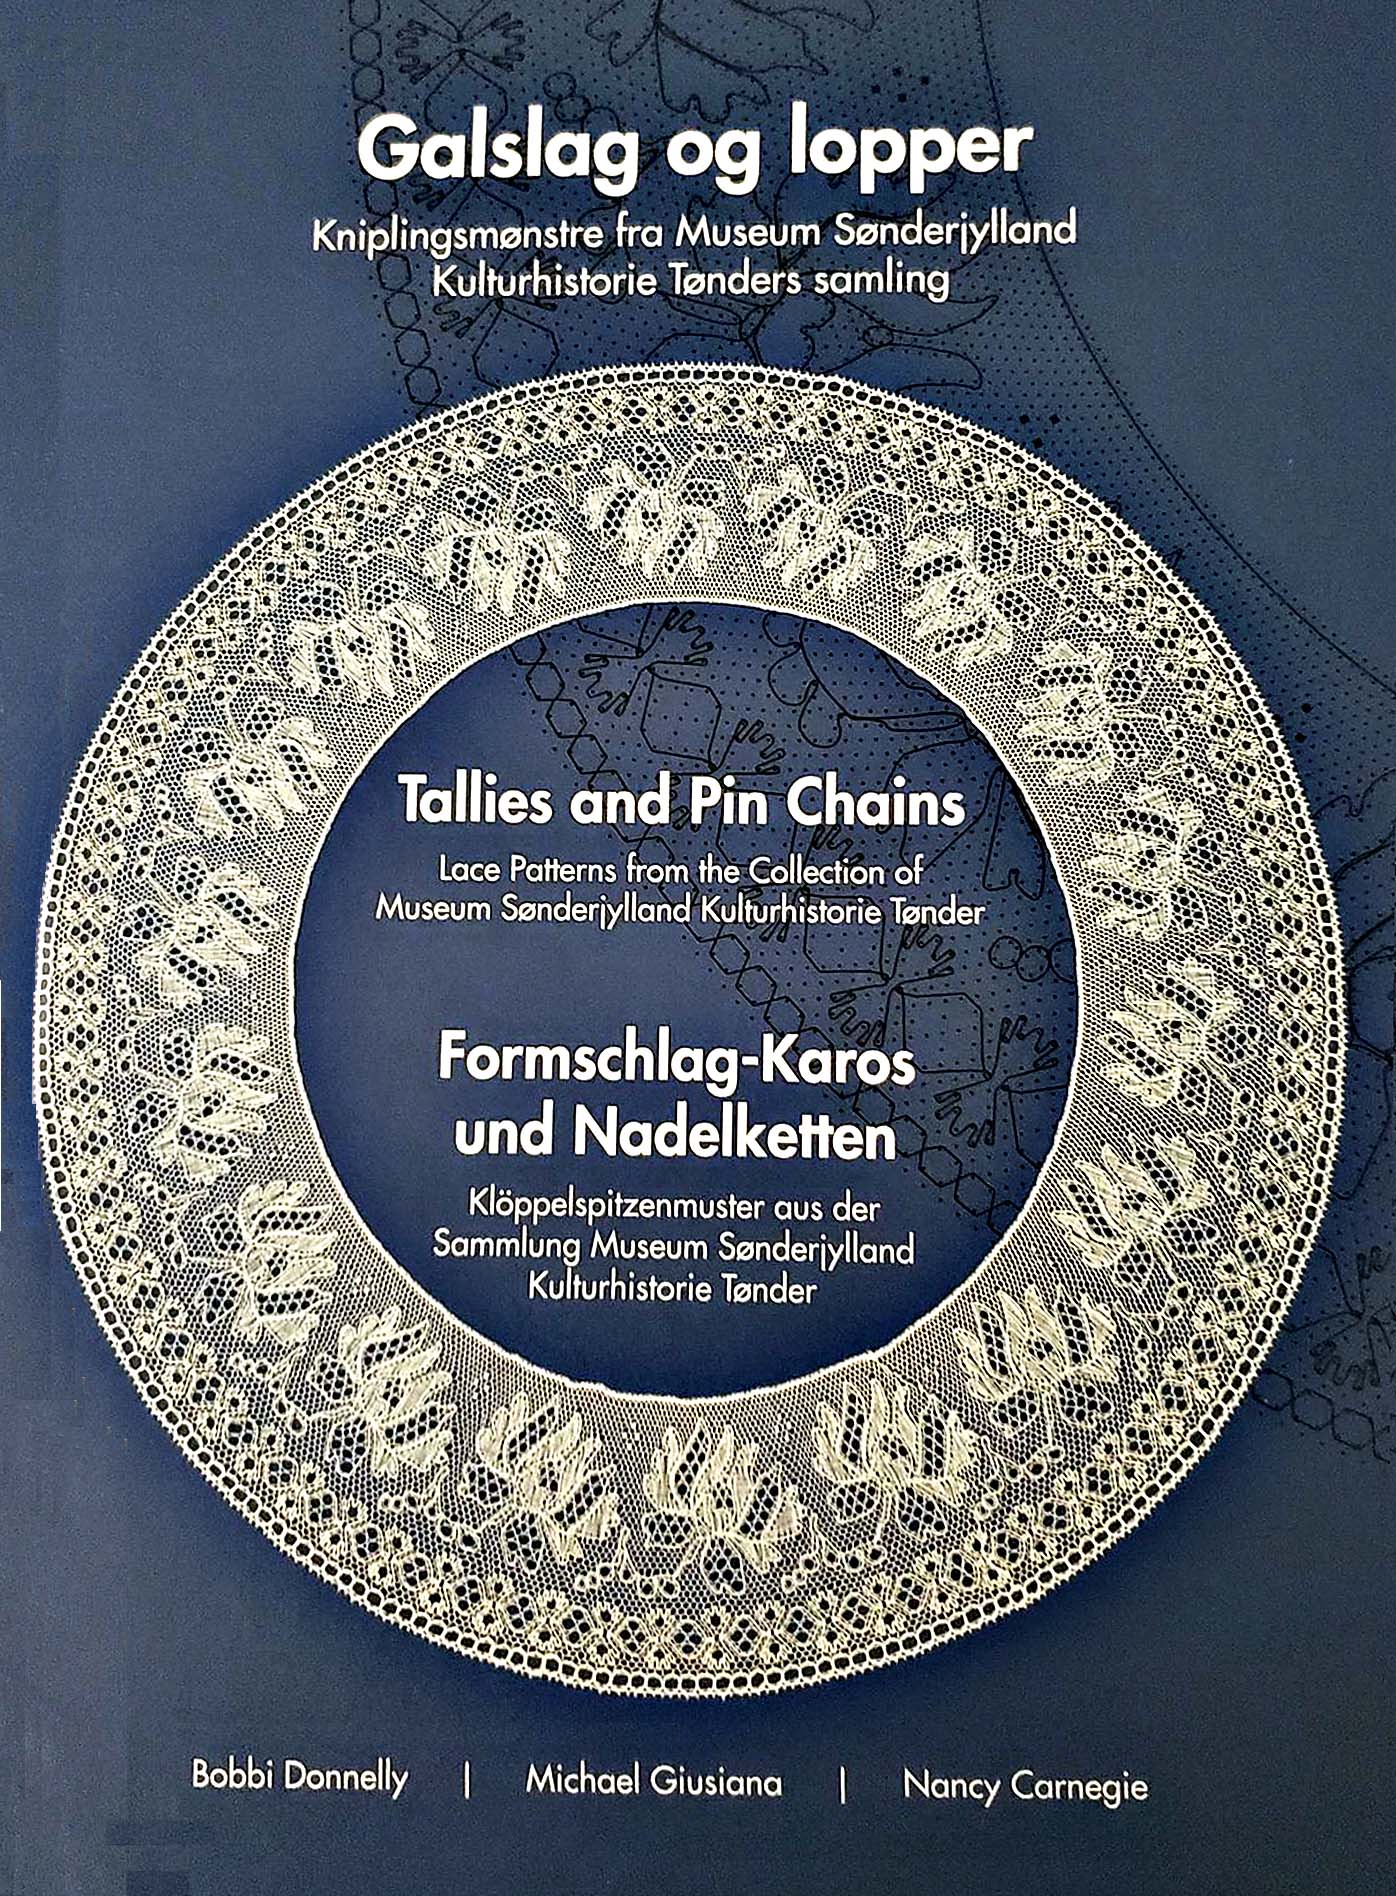 Galslag og lopper
Kniplingsmønstre fra Museum Sønderjylland
Kulturhistorie Tønders samling
Tallies and Pin Chains
Lace Patterns from the Collection of
Museum Sønderjylland Kulturhistorie Tønder
Formschlag-Karos
und Nadelketten
Klöppelspitzenmuster aus der
Sammlung Museum Sønderjylland
Kulturhistorie Tønder
Bobbi Donnelly | Michael Giusiana | Nancy Carnegie